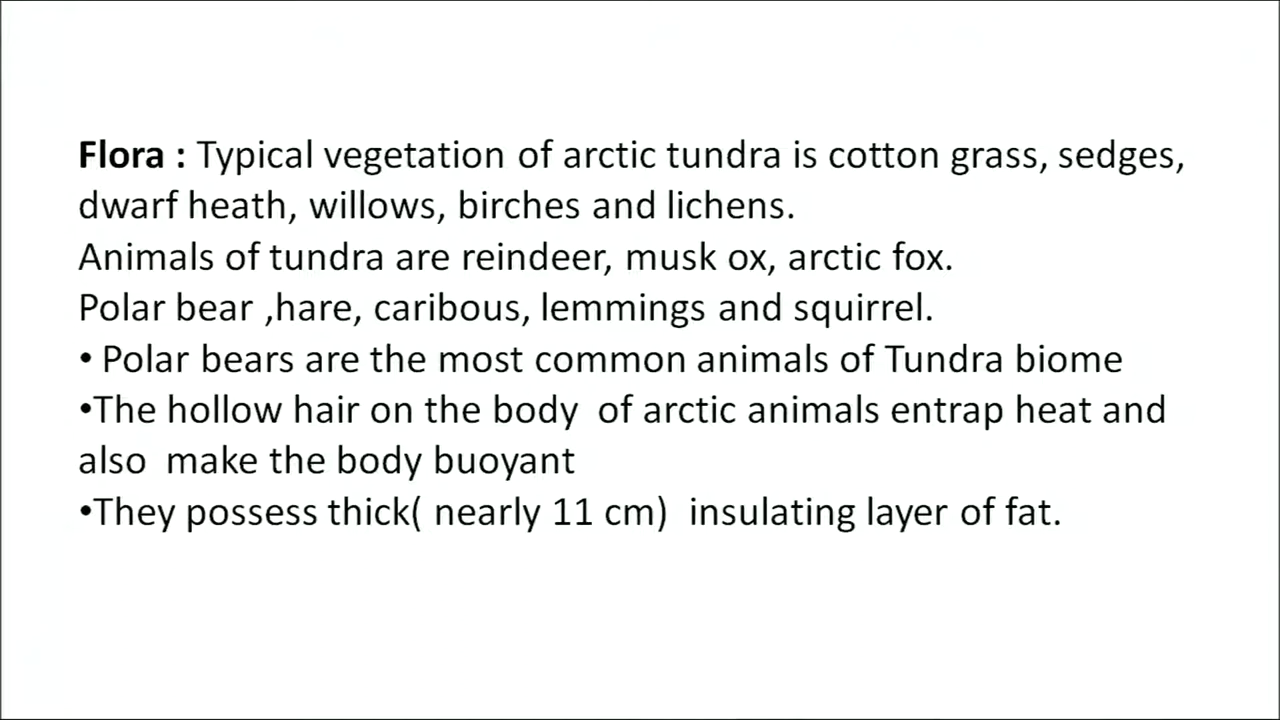 Flora : Typical vegetation of arctic tundra is cotton grass, sedges,
dwarf heath, willows, birches and lichens.
Animals of tundra are reindeer, musk ox, arctic fox.
Polar bear ,hare, caribous, lemmings and squirrel.
• Polar bears are the most common animals of Tundra biome
•The hollow hair on the body  of arctic animals entrap heat and
also  make the body buoyant
•They possess thick( nearly 11 cm)  insulating layer of fat.